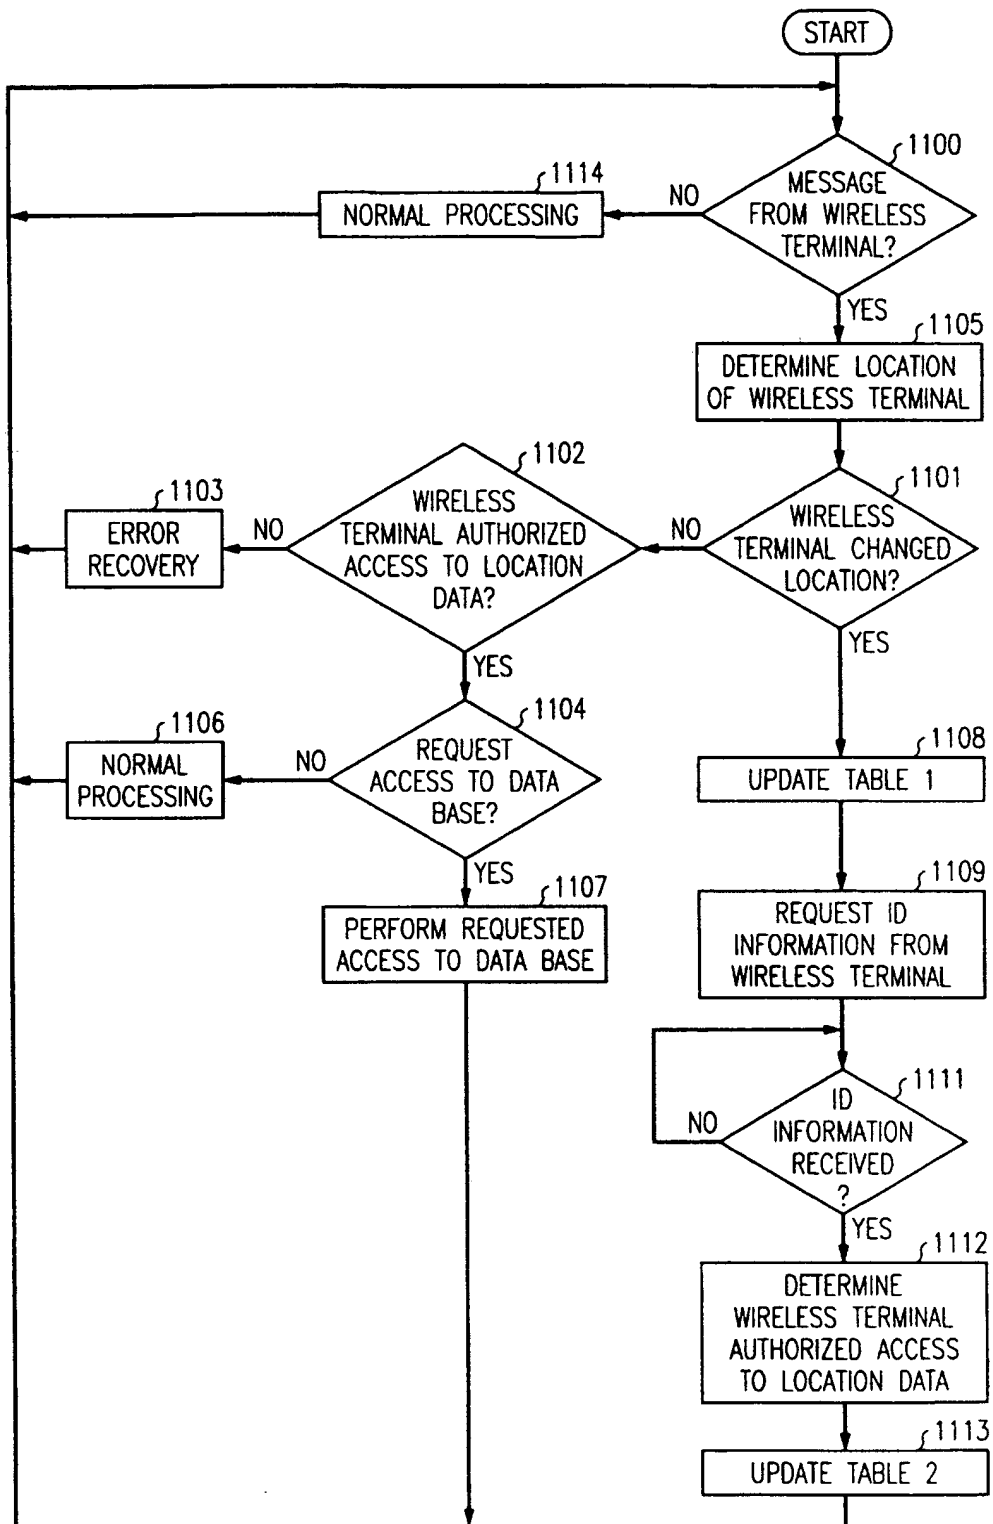 START
1100
MESSAGE
FROM WIRELESS
TERMINAL?
NO
1114
NORMAL PROCESSING
YES
1105
DETERMINE LOCATION
OF WIRELESS TERMINAL
1101
WIRELESS
TERMINAL CHANGED
LOCATION?
NO
1102
WIRELESS
TERMINAL AUTHORIZED
ACCESS TO LOCATION
DATA?
NO
1103
ERROR
RECOVERY
YES
YES
1104
REQUEST
ACCESS TO DATA
BASE?
NO
1106
NORMAL
PROCESSING
1108
UPDATE TABLE 1
YES
1107
PERFORM REQUESTED
ACCESS TO DATA BASE
1109
REQUEST ID
INFORMATION FROM
WIRELESS TERMINAL
1111
ID
INFORMATION
RECEIVED
?
NO
YES
1112
DETERMINE
WIRELESS TERMINAL
AUTHORIZED ACCESS
TO LOCATION DATA
1113
UPDATE TABLE 2